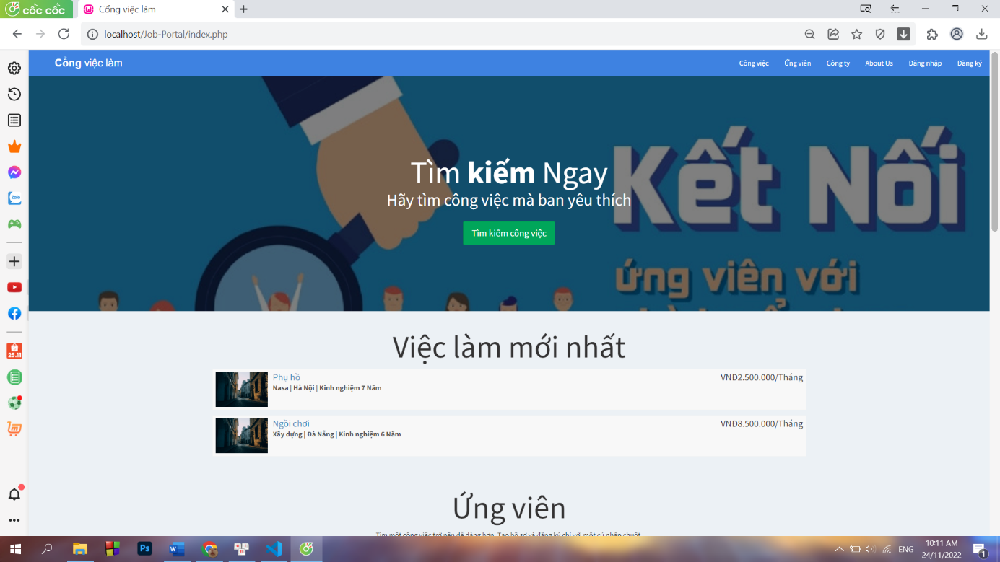 cốc cốc
Cổng việc làm
localhost/Job-Portal/index.php
Cổng việc làm
Công việc
Ứng viên
Công ty
About Us
Đăng nhập
Đăng ký
Tìm kiếm Ngay
Hãy tìm công việc mà ban yêu thích
Tìm kiếm công việc
Kết Nối
ứng viên với
Việc làm mới nhất
Phụ hồ
VNĐ2.500.000/Tháng
Nasa | Hà Nội | Kinh nghiệm 7 Năm
Ngồi chơi
VNĐ8.500.000/Tháng
Xây dựng | Đà Nẵng | Kinh nghiệm 6 Năm
Ứng viên
Tìm một công việc trở nên dễ dàng hơn. Tạo hồ sơ và đăng ký chỉ với một cú nhấp chuột.
Zalo
25.11
Ps
ENG
10:11 AM
24/11/2022
1